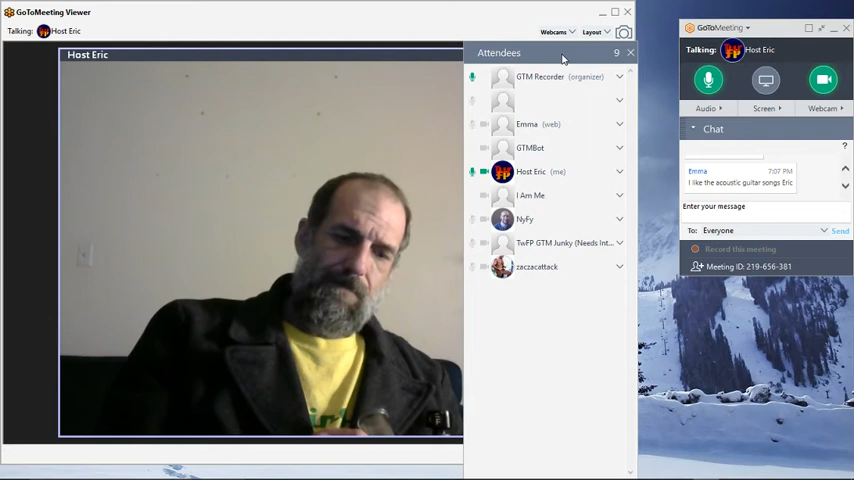 GoToMeeting Viewer
Talking: Host Eric
Webcams Layout
Host Eric
Attendees 9
GTM Recorder (organizer)
Emma (web)
GTMBot
Host Eric (me)
I Am Me
NyFy
TwFP GTM Junky (Needs Int...
zaczacattack
GoToMeeting
Talking: Host Eric
Audio Screen Webcam
Chat
?
Emma 7:07 PM
I like the acoustic guitar songs Eric
Enter your message
To: Everyone Send
Record this meeting
Meeting ID: 219-656-381